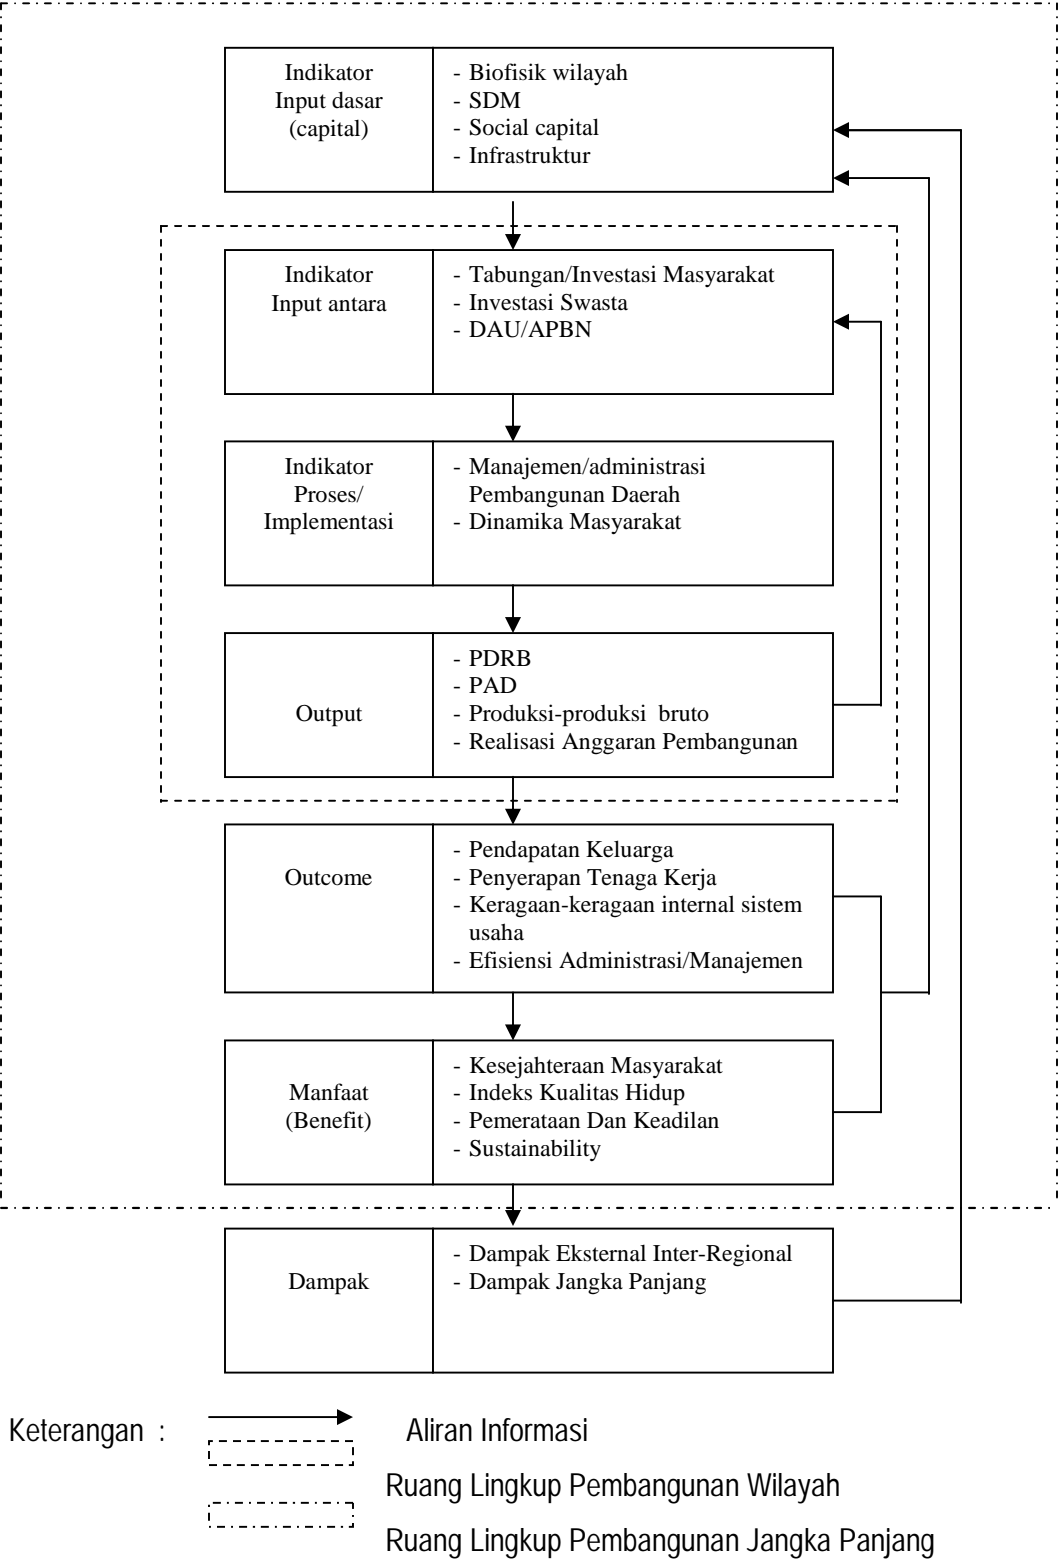 Indikator
Input dasar
(capital)
- Biofisik wilayah
- SDM
- Social capital
- Infrastruktur
Indikator
Input antara
- Tabungan/Investasi Masyarakat
- Investasi Swasta
- DAU/APBN
Indikator
Proses/
Implementasi
- Manajemen/administrasi
Pembangunan Daerah
- Dinamika Masyarakat
Output
- PDRB
- PAD
- Produksi-produksi bruto
- Realisasi Anggaran Pembangunan
Outcome
- Pendapatan Keluarga
- Penyerapan Tenaga Kerja
- Keragaan-keragaan internal sistem
usaha
- Efisiensi Administrasi/Manajemen
Manfaat
(Benefit)
- Kesejahteraan Masyarakat
- Indeks Kualitas Hidup
- Pemerataan Dan Keadilan
- Sustainability
Dampak
- Dampak Eksternal Inter-Regional
- Dampak Jangka Panjang
Keterangan : Aliran Informasi
Ruang Lingkup Pembangunan Wilayah
Ruang Lingkup Pembangunan Jangka Panjang